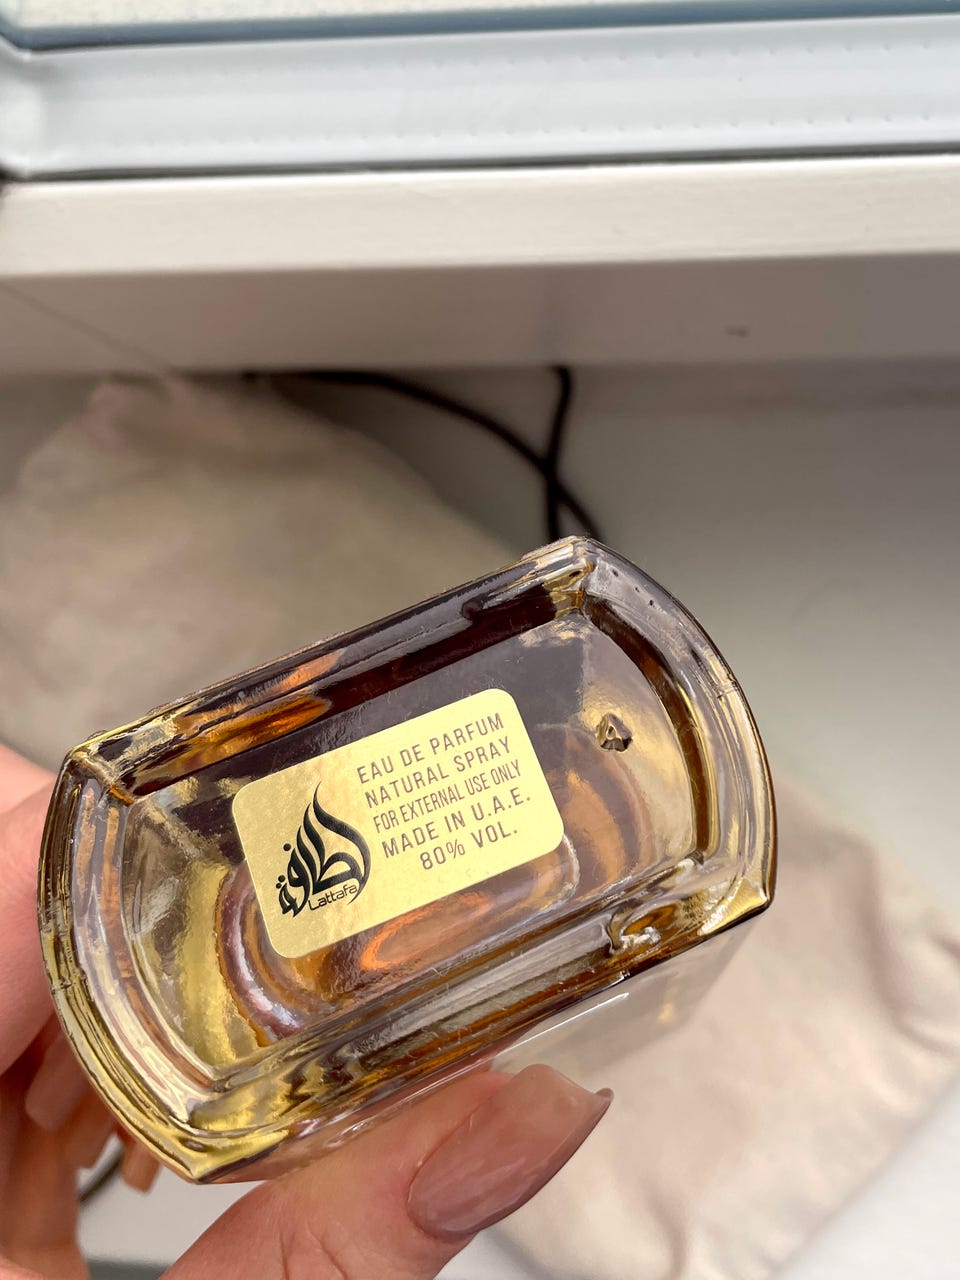 لطافة
Lattafa
EAU DE PARFUM
NATURAL SPRAY
FOR EXTERNAL USE ONLY
MADE IN U.A.E.
80% VOL.